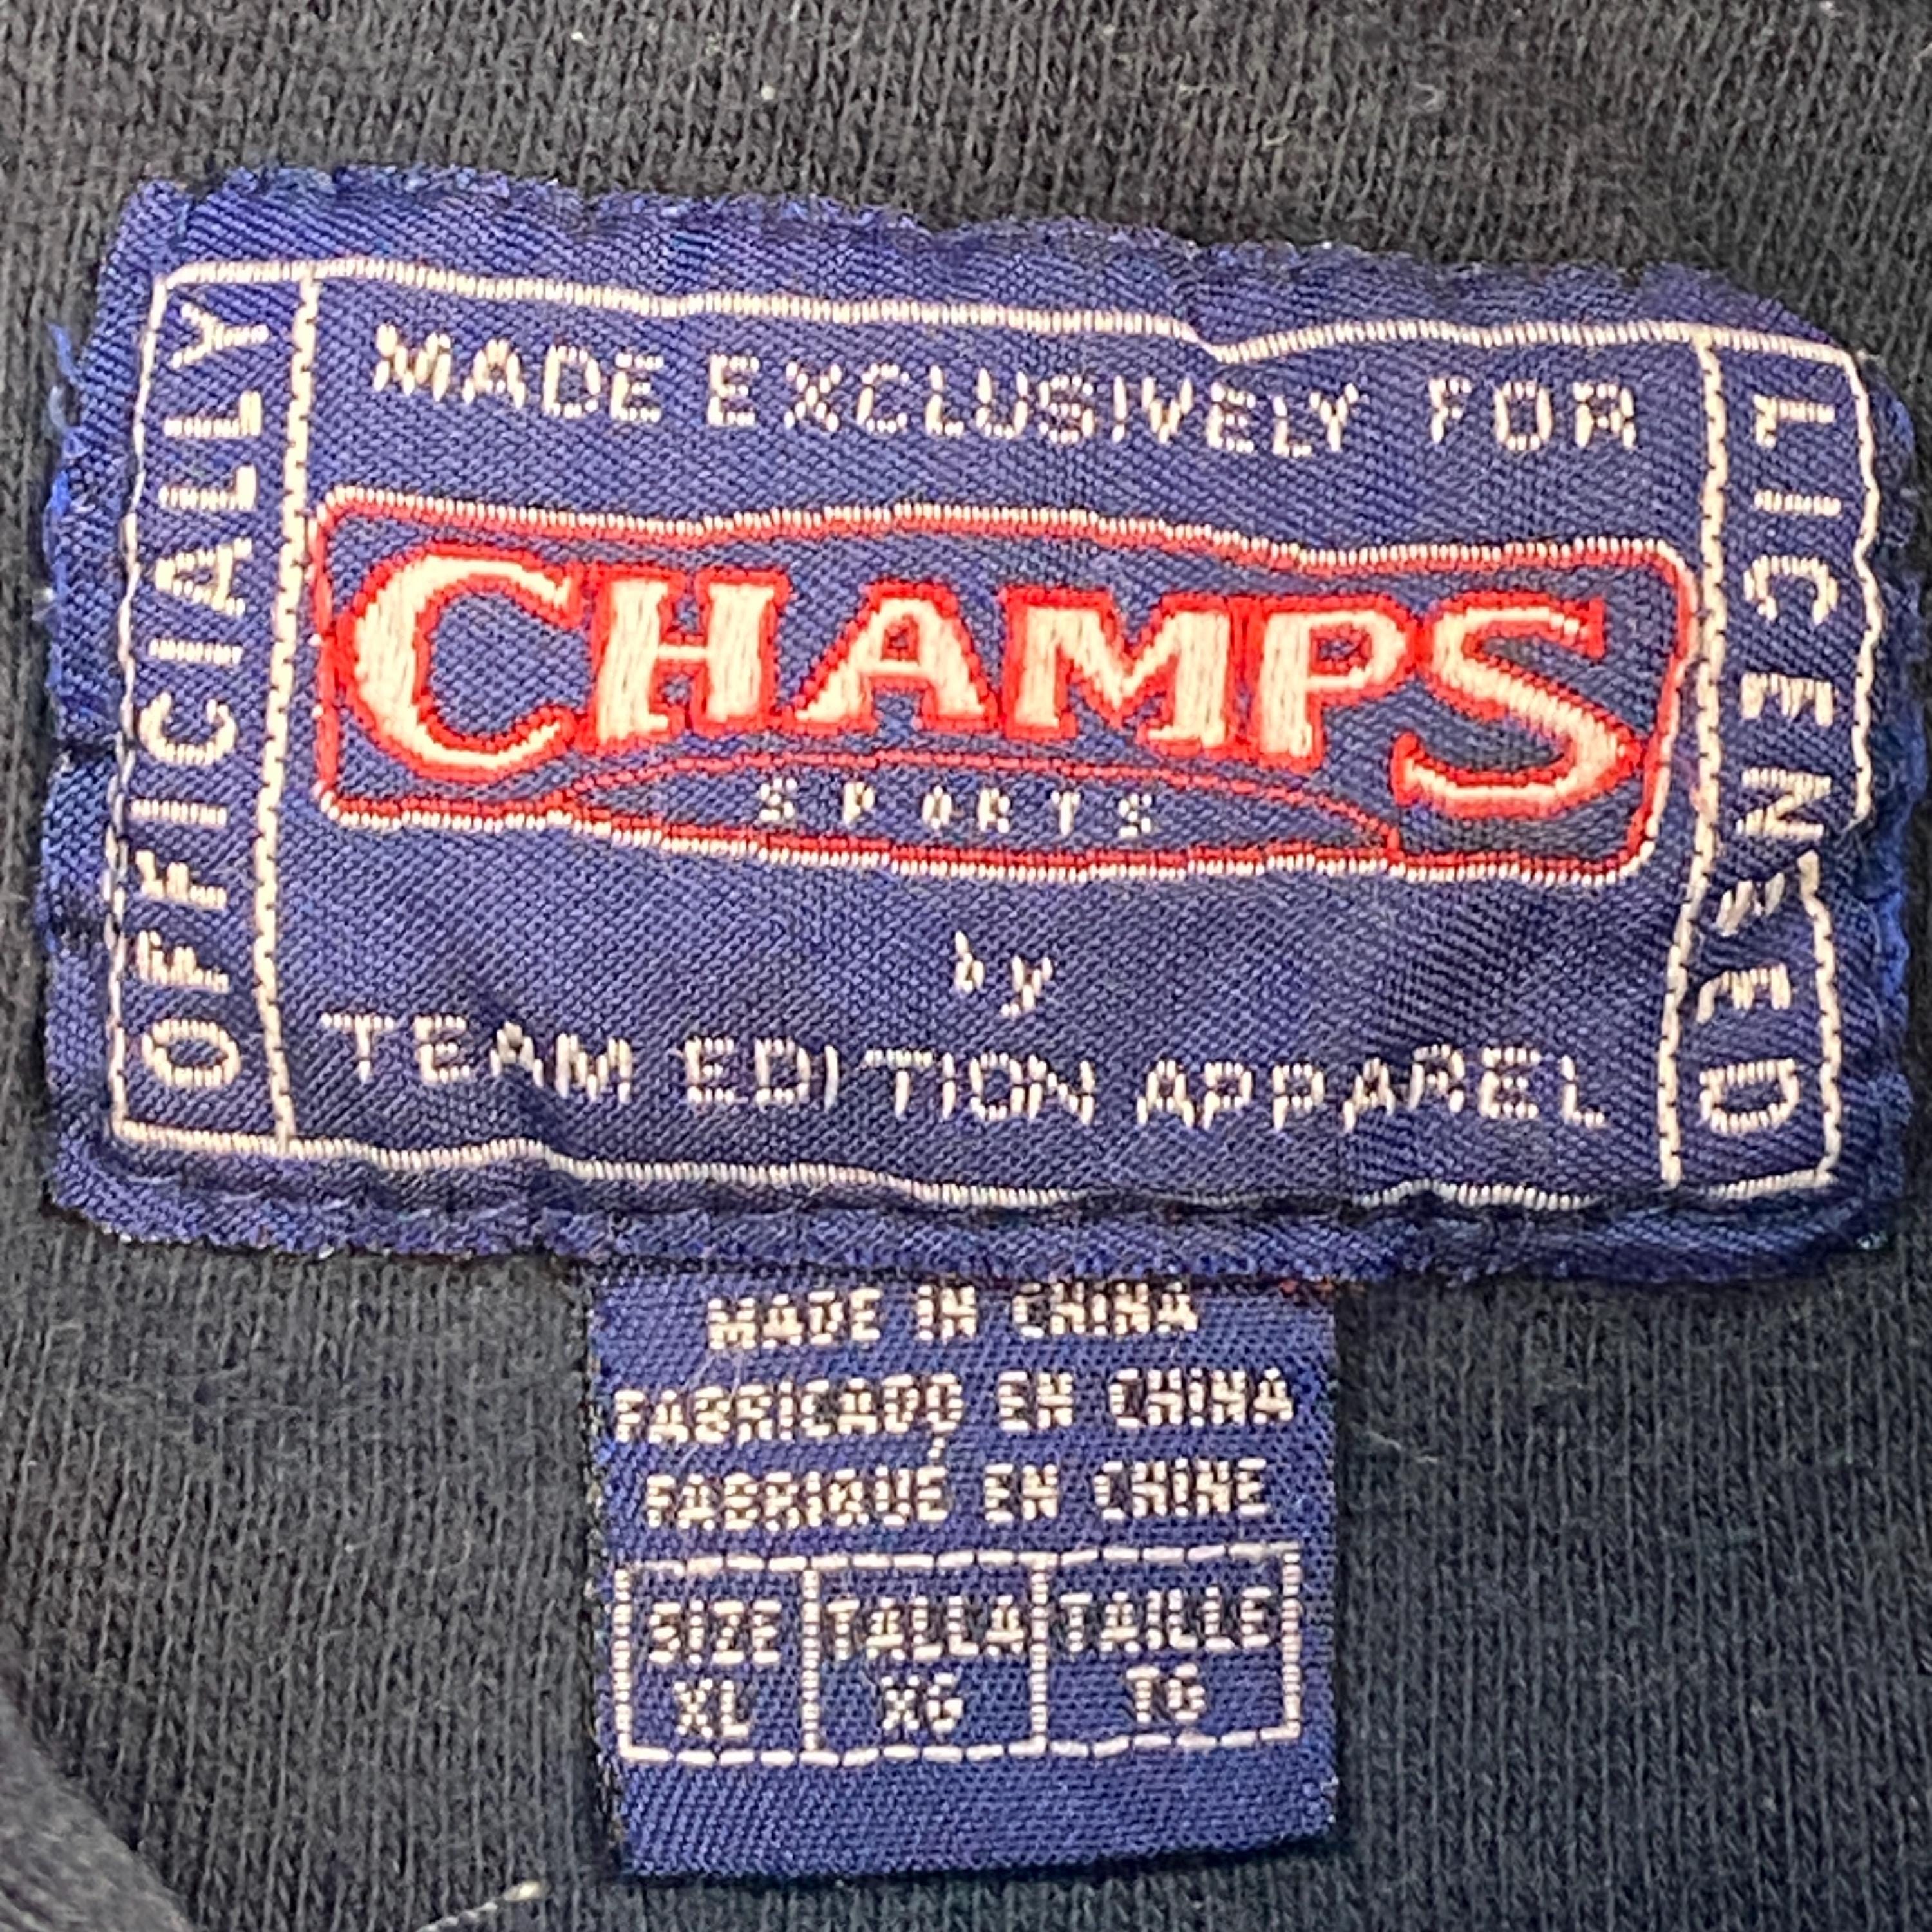 OFFICIALLY
MADE EXCLUSIVELY FOR
CHAMPS
SPORTS
by
TEAM EDITION APPAREL
LICENSED
MADE IN CHINA
FABRICADO EN CHINA
FABRIQUÉ EN CHINE
SIZE TALLA TAILLE
XL XG TG